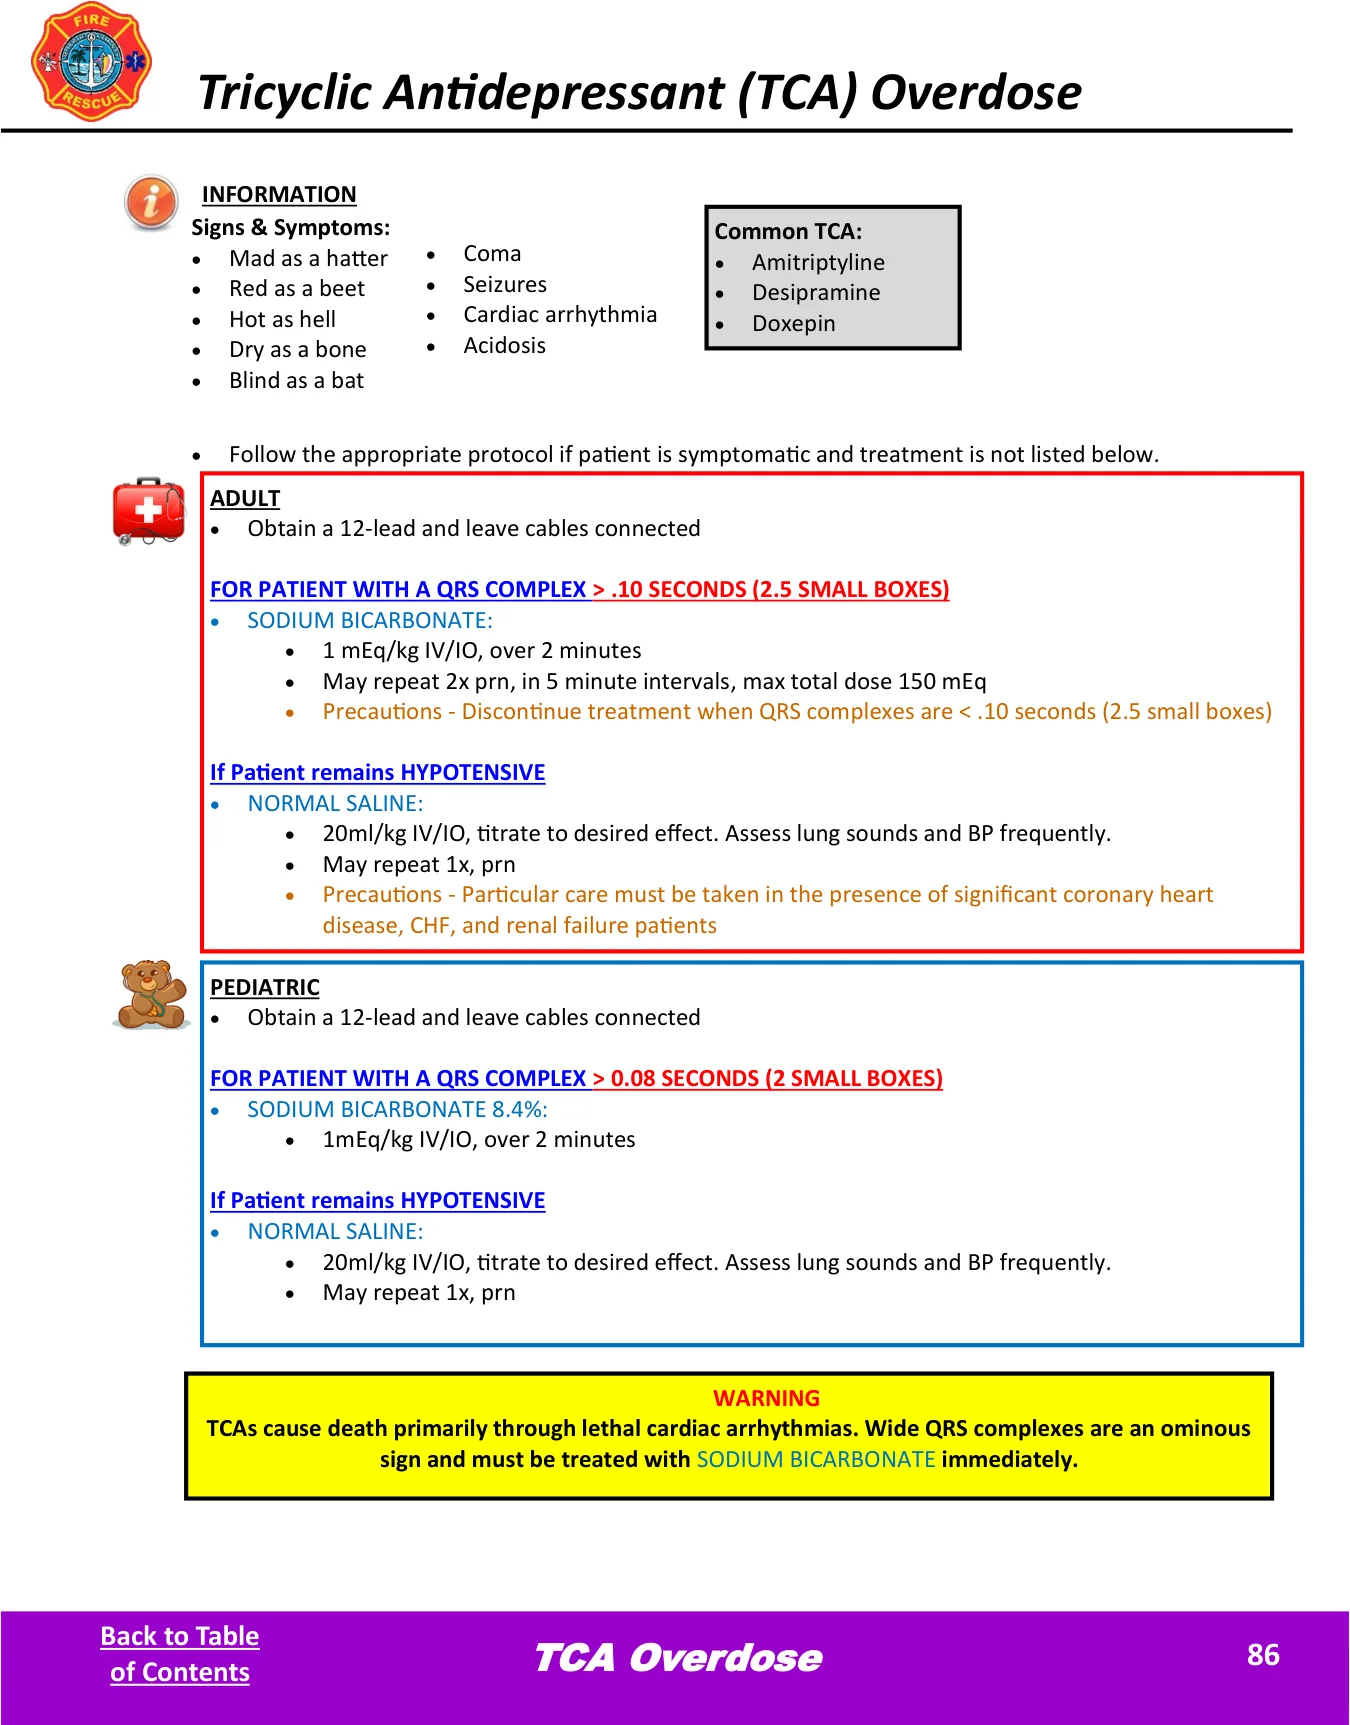 FIRE
RESCUE
Tricyclic Antidepressant (TCA) Overdose
INFORMATION
Signs & Symptoms:
• Mad as a hatter
• Red as a beet
• Hot as hell
• Dry as a bone
• Blind as a bat
• Coma
• Seizures
• Cardiac arrhythmia
• Acidosis
Common TCA:
• Amitriptyline
• Desipramine
• Doxepin
• Follow the appropriate protocol if patient is symptomatic and treatment is not listed below.
ADULT
• Obtain a 12-lead and leave cables connected
FOR PATIENT WITH A QRS COMPLEX > .10 SECONDS (2.5 SMALL BOXES)
• SODIUM BICARBONATE:
• 1 mEq/kg IV/IO, over 2 minutes
• May repeat 2x prn, in 5 minute intervals, max total dose 150 mEq
• Precautions - Discontinue treatment when QRS complexes are < .10 seconds (2.5 small boxes)
If Patient remains HYPOTENSIVE
• NORMAL SALINE:
• 20ml/kg IV/IO, titrate to desired effect. Assess lung sounds and BP frequently.
• May repeat 1x, prn
• Precautions - Particular care must be taken in the presence of significant coronary heart
disease, CHF, and renal failure patients
PEDIATRIC
• Obtain a 12-lead and leave cables connected
FOR PATIENT WITH A QRS COMPLEX > 0.08 SECONDS (2 SMALL BOXES)
• SODIUM BICARBONATE 8.4%:
• 1mEq/kg IV/IO, over 2 minutes
If Patient remains HYPOTENSIVE
• NORMAL SALINE:
• 20ml/kg IV/IO, titrate to desired effect. Assess lung sounds and BP frequently.
• May repeat 1x, prn
WARNING
TCAs cause death primarily through lethal cardiac arrhythmias. Wide QRS complexes are an ominous
sign and must be treated with SODIUM BICARBONATE immediately.
Back to Table
of Contents
TCA Overdose
86